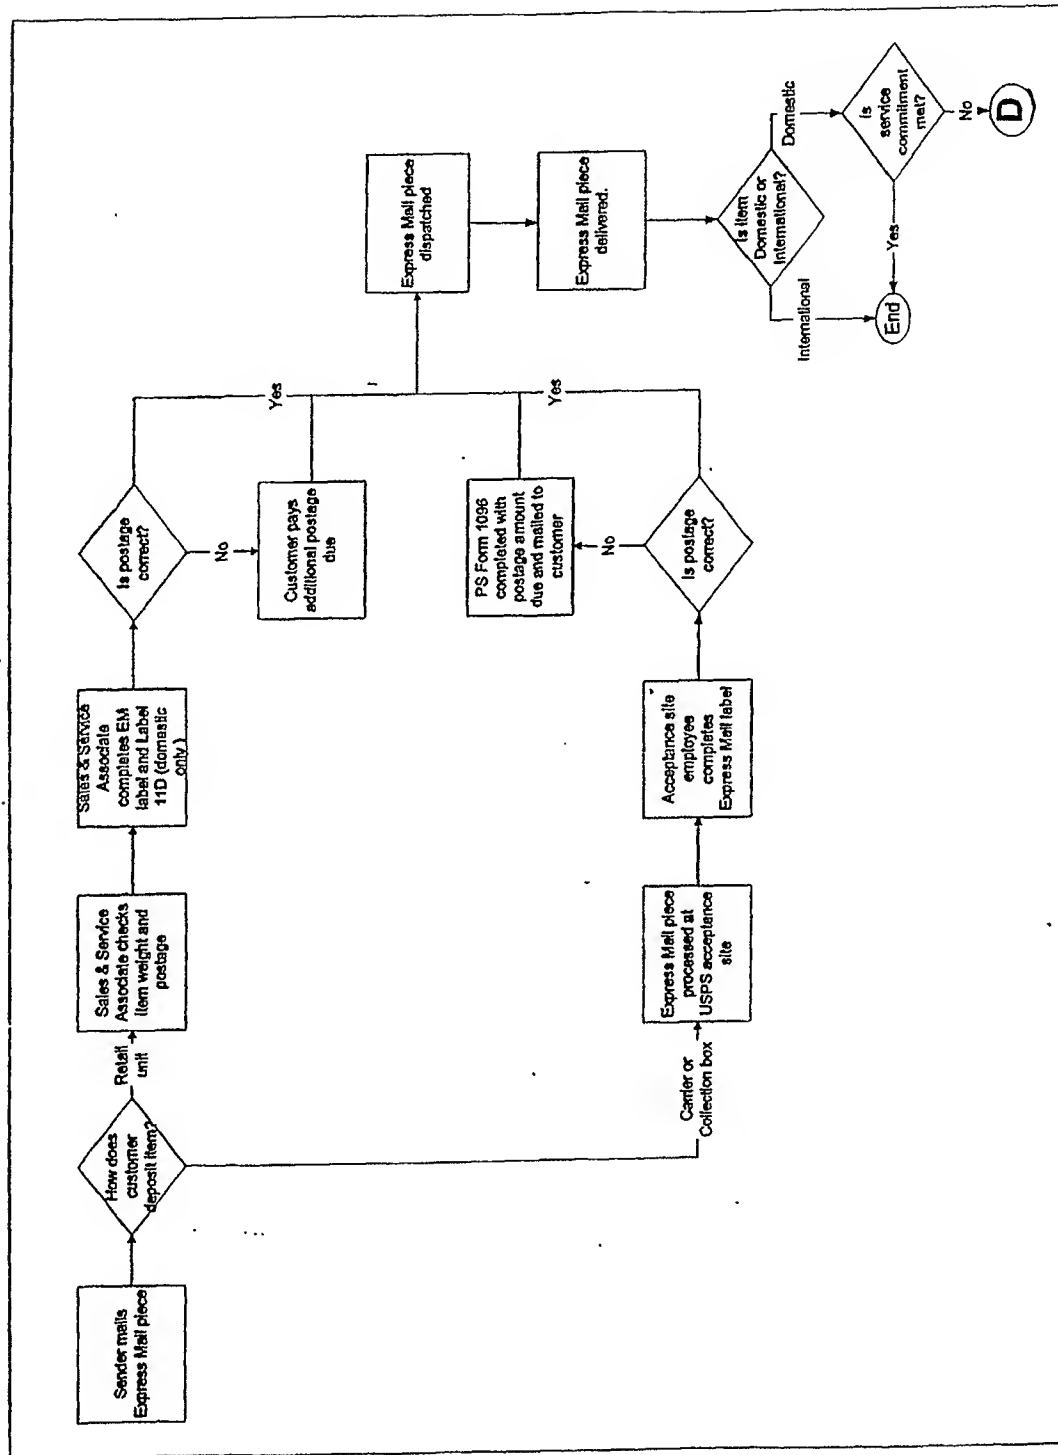 Sender mails
Express Mail piece
How does
customer
deposit item?
Retail
unit
Sales & Service
Associate checks
item weight and
postage
Sales & Service
Associate
completes EM
label and Label
11D (domestic
only)
Is postage
correct?
No
Customer pays
additional postage
due
Yes
Carrier or
Collection box
Express Mail piece
processed at
USPS acceptance
site
Acceptance site
employee
completes
Express Mail label
Is postage
correct?
No
PS Form 1096
completed with
postage amount
due and mailed to
customer
Yes
Express Mail piece
dispatched
Express Mail piece
delivered.
Is item
Domestic or
International?
International
Domestic
Is
service
commitment
met?
Yes
End
No
D